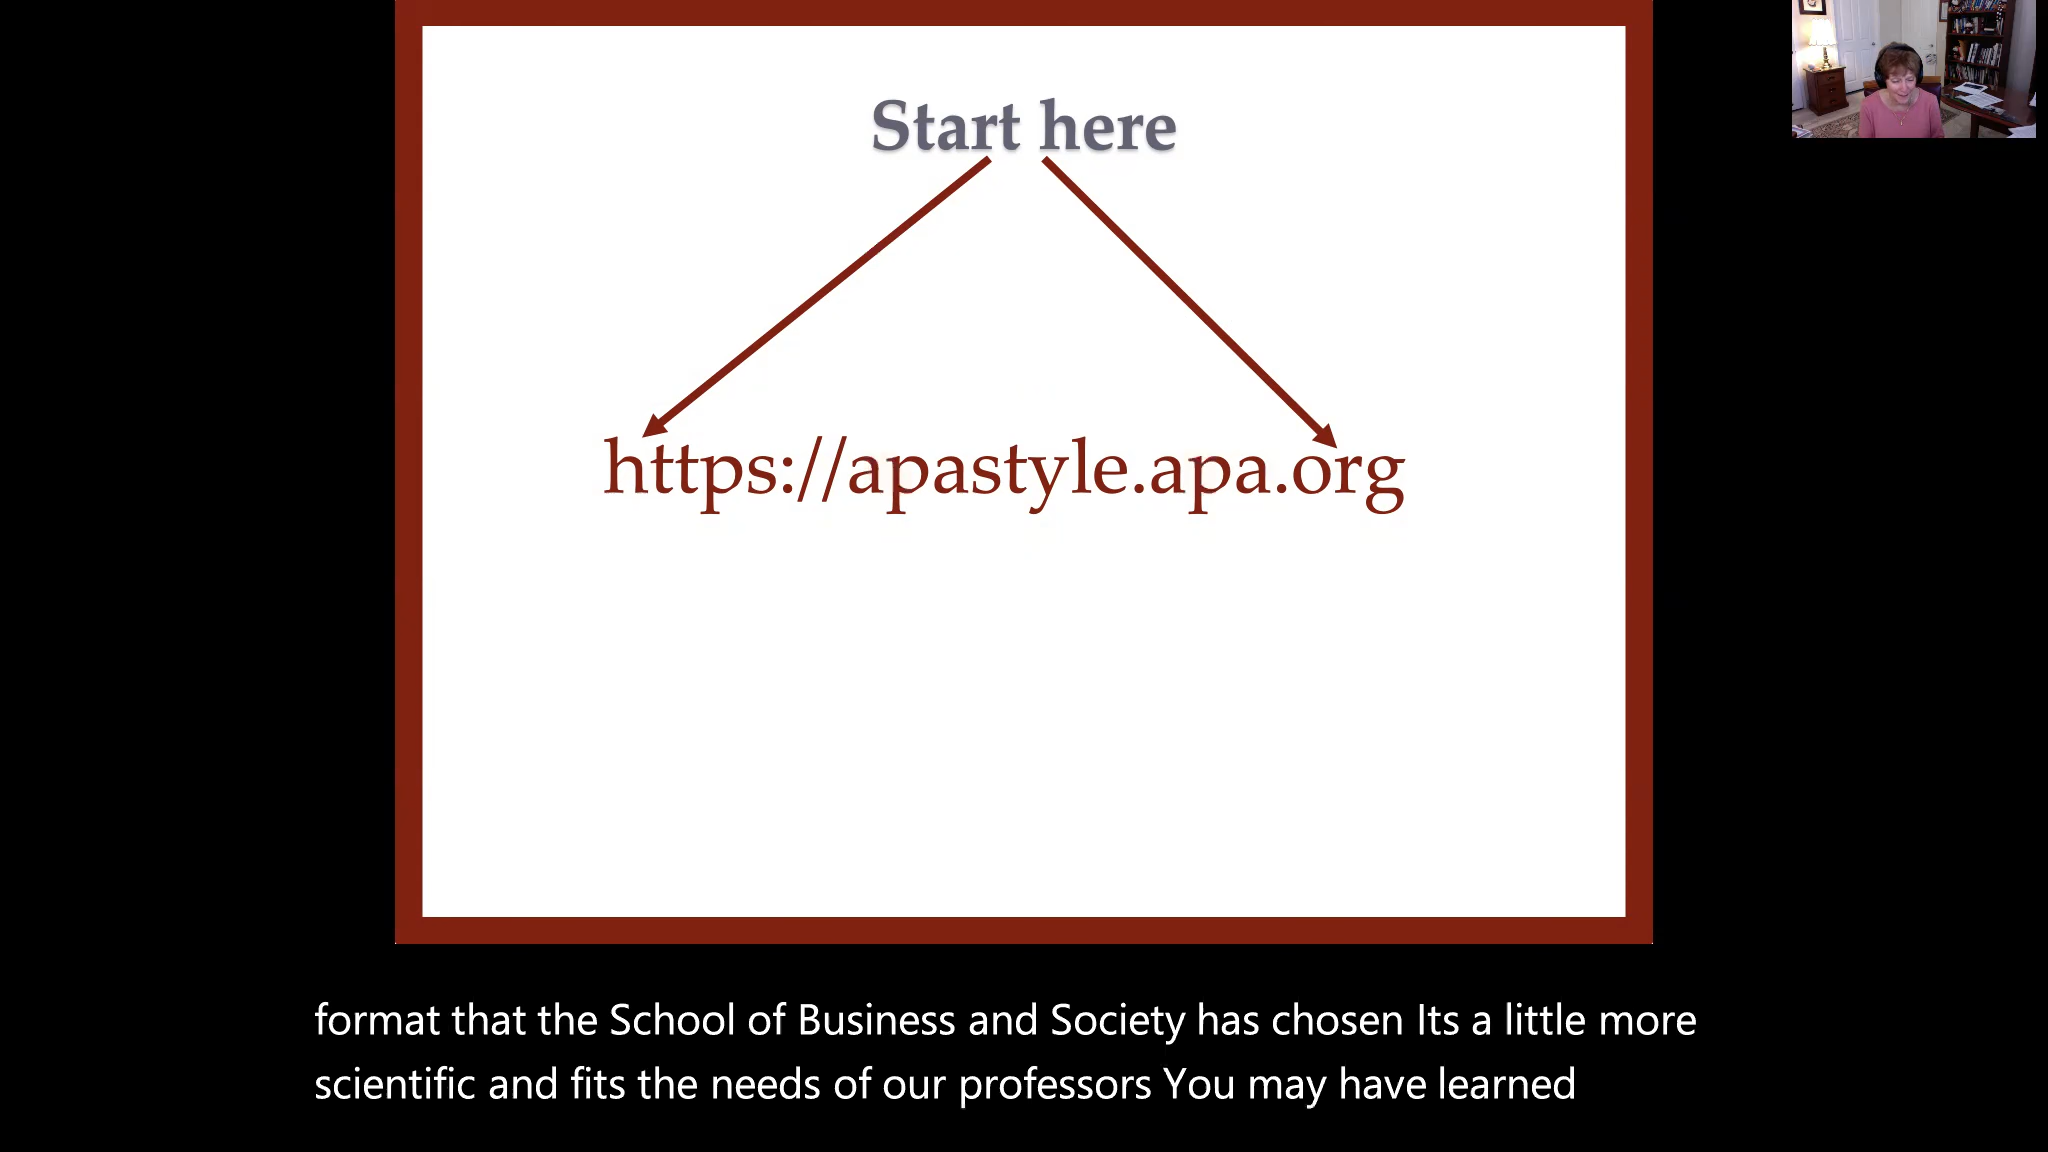 Start here
https://apastyle.apa.org
format that the School of Business and Society has chosen Its a little more
scientific and fits the needs of our professors You may have learned